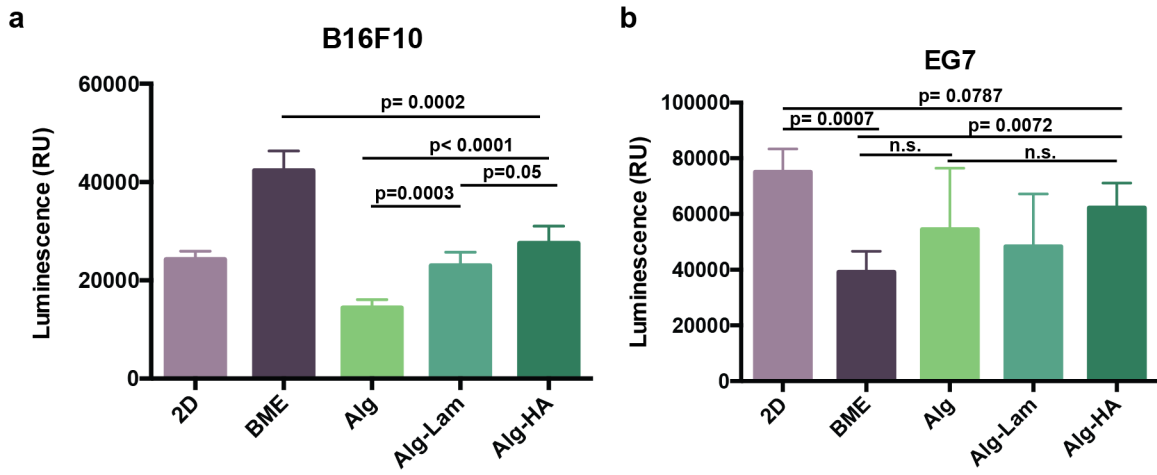 a
B16F10
Luminescence (RU)
60000
40000
20000
0
p= 0.0002
p< 0.0001
p=0.05
p=0.0003
2D
BME
Alg
Alg-Lam
Alg-HA
b
EG7
Luminescence (RU)
100000
80000
60000
40000
20000
0
p= 0.0787
p= 0.0007
p= 0.0072
n.s.
n.s.
2D
BME
Alg
Alg-Lam
Alg-HA